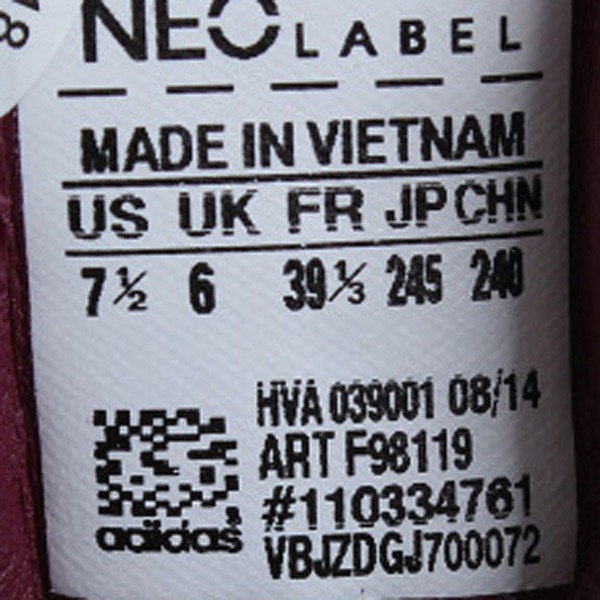 NEO LABEL
MADE IN VIETNAM
US UK FR JP CHN
7½ 6 39⅓ 245 240
HVA 039001 08/14
ART F98119
#110334761
VBJZDGJ700072
adidas
8